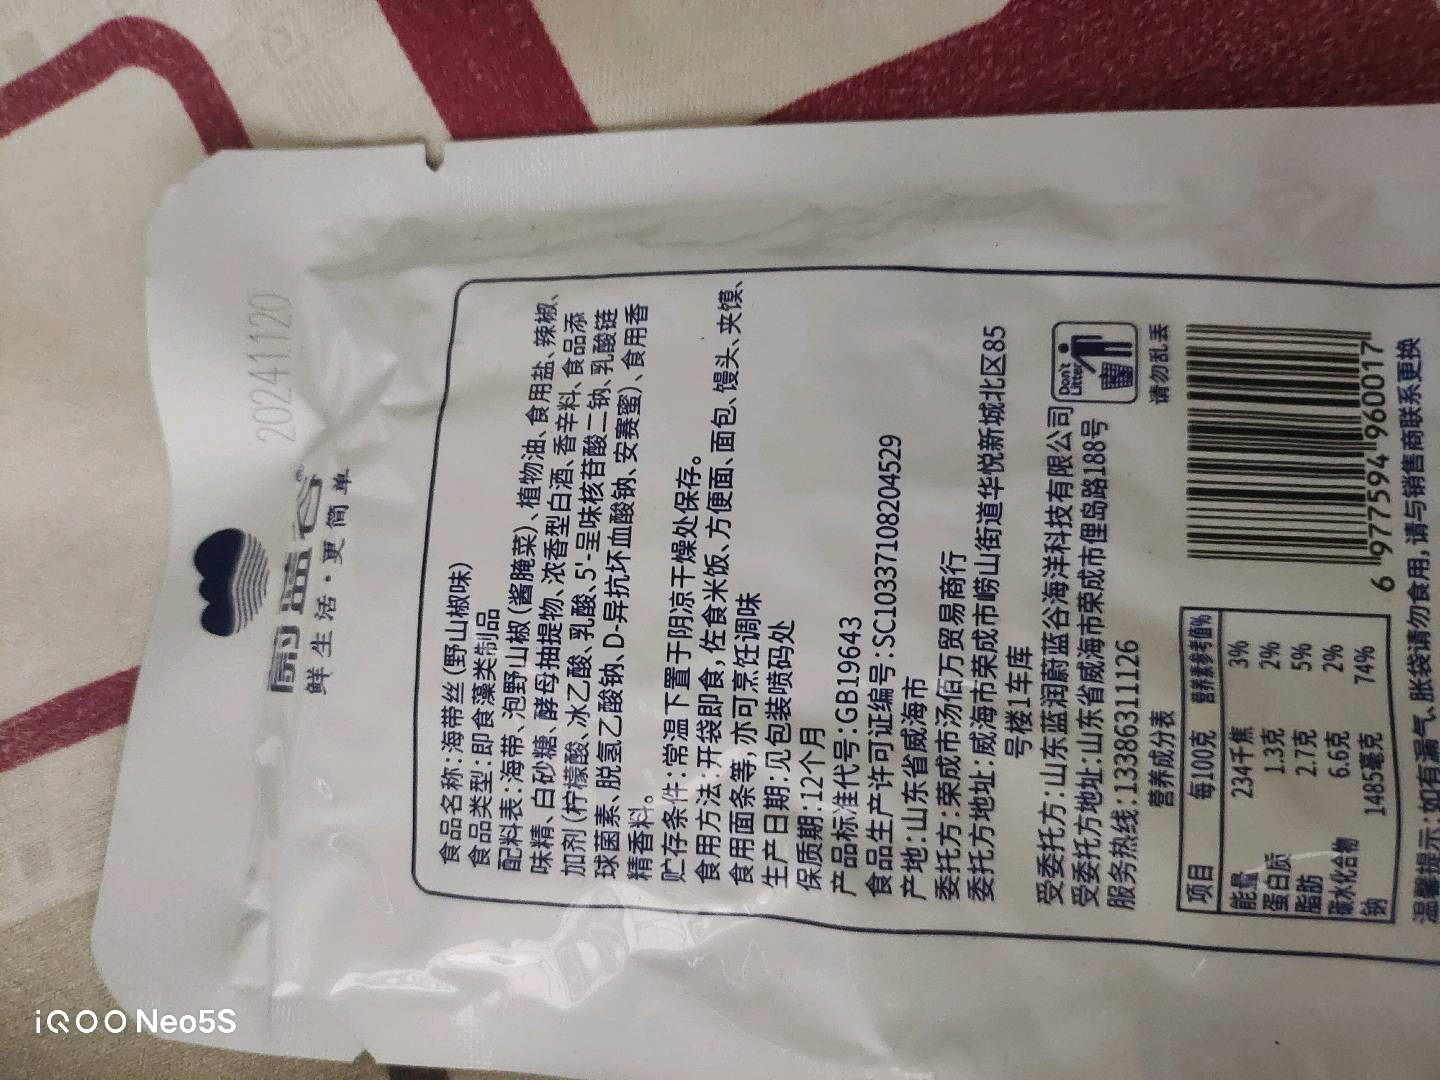 20241120
蔚蓝谷®
鲜生活·更简单
食品名称:海带丝(野山椒味)
食品类型:即食藻类制品
配料表:海带、泡野山椒(酱腌菜)、植物油、食用盐、辣椒、
味精、白砂糖、酵母抽提物、浓香型白酒、香辛料、食品添
加剂(柠檬酸、冰乙酸、乳酸、5'-呈味核苷酸二钠、乳酸链
球菌素、脱氢乙酸钠、D-异抗坏血酸钠、安赛蜜)、食用香
精香料。
贮存条件:常温下置于阴凉干燥处保存。
食用方法:开袋即食,佐食米饭、方便面、面包、馒头、夹馍、
食用面条等,亦可烹饪调味
生产日期:见包装喷码处
保质期:12个月
产品标准代号:GB19643
食品生产许可证编号:SC10337108204529
产地:山东省威海市
委托方:荣成市汤佰万贸易商行
委托方地址:威海市荣成市崂山街道华悦新城北区85
号楼1车库
受委托方:山东蓝润蔚蓝谷海洋科技有限公司
受委托方地址:山东省威海市荣成市俚岛路188号
服务热线:13386311126
Don't Litter
请勿乱丢
营养成分表
项目 每100克 营养素参考值%
能量 234千焦 3%
蛋白质 1.3克 2%
脂肪 2.7克 5%
碳水化合物 6.6克 2%
钠 1485毫克 74%
6 977594 960017
温馨提示:如有漏气、胀袋请勿食用,请与销售商联系更换
iQOO Neo5S